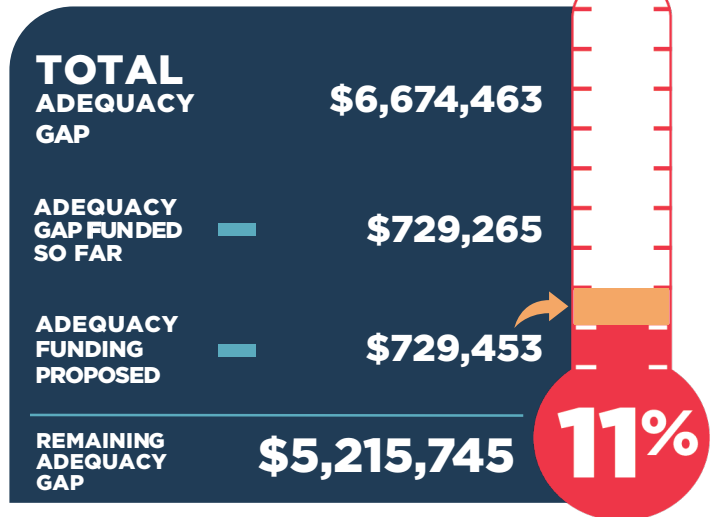 TOTAL
ADEQUACY
GAP
$6,674,463
ADEQUACY
GAP FUNDED
SO FAR
$729,265
ADEQUACY
FUNDING
PROPOSED
$729,453
REMAINING
ADEQUACY
GAP
$5,215,745
11%